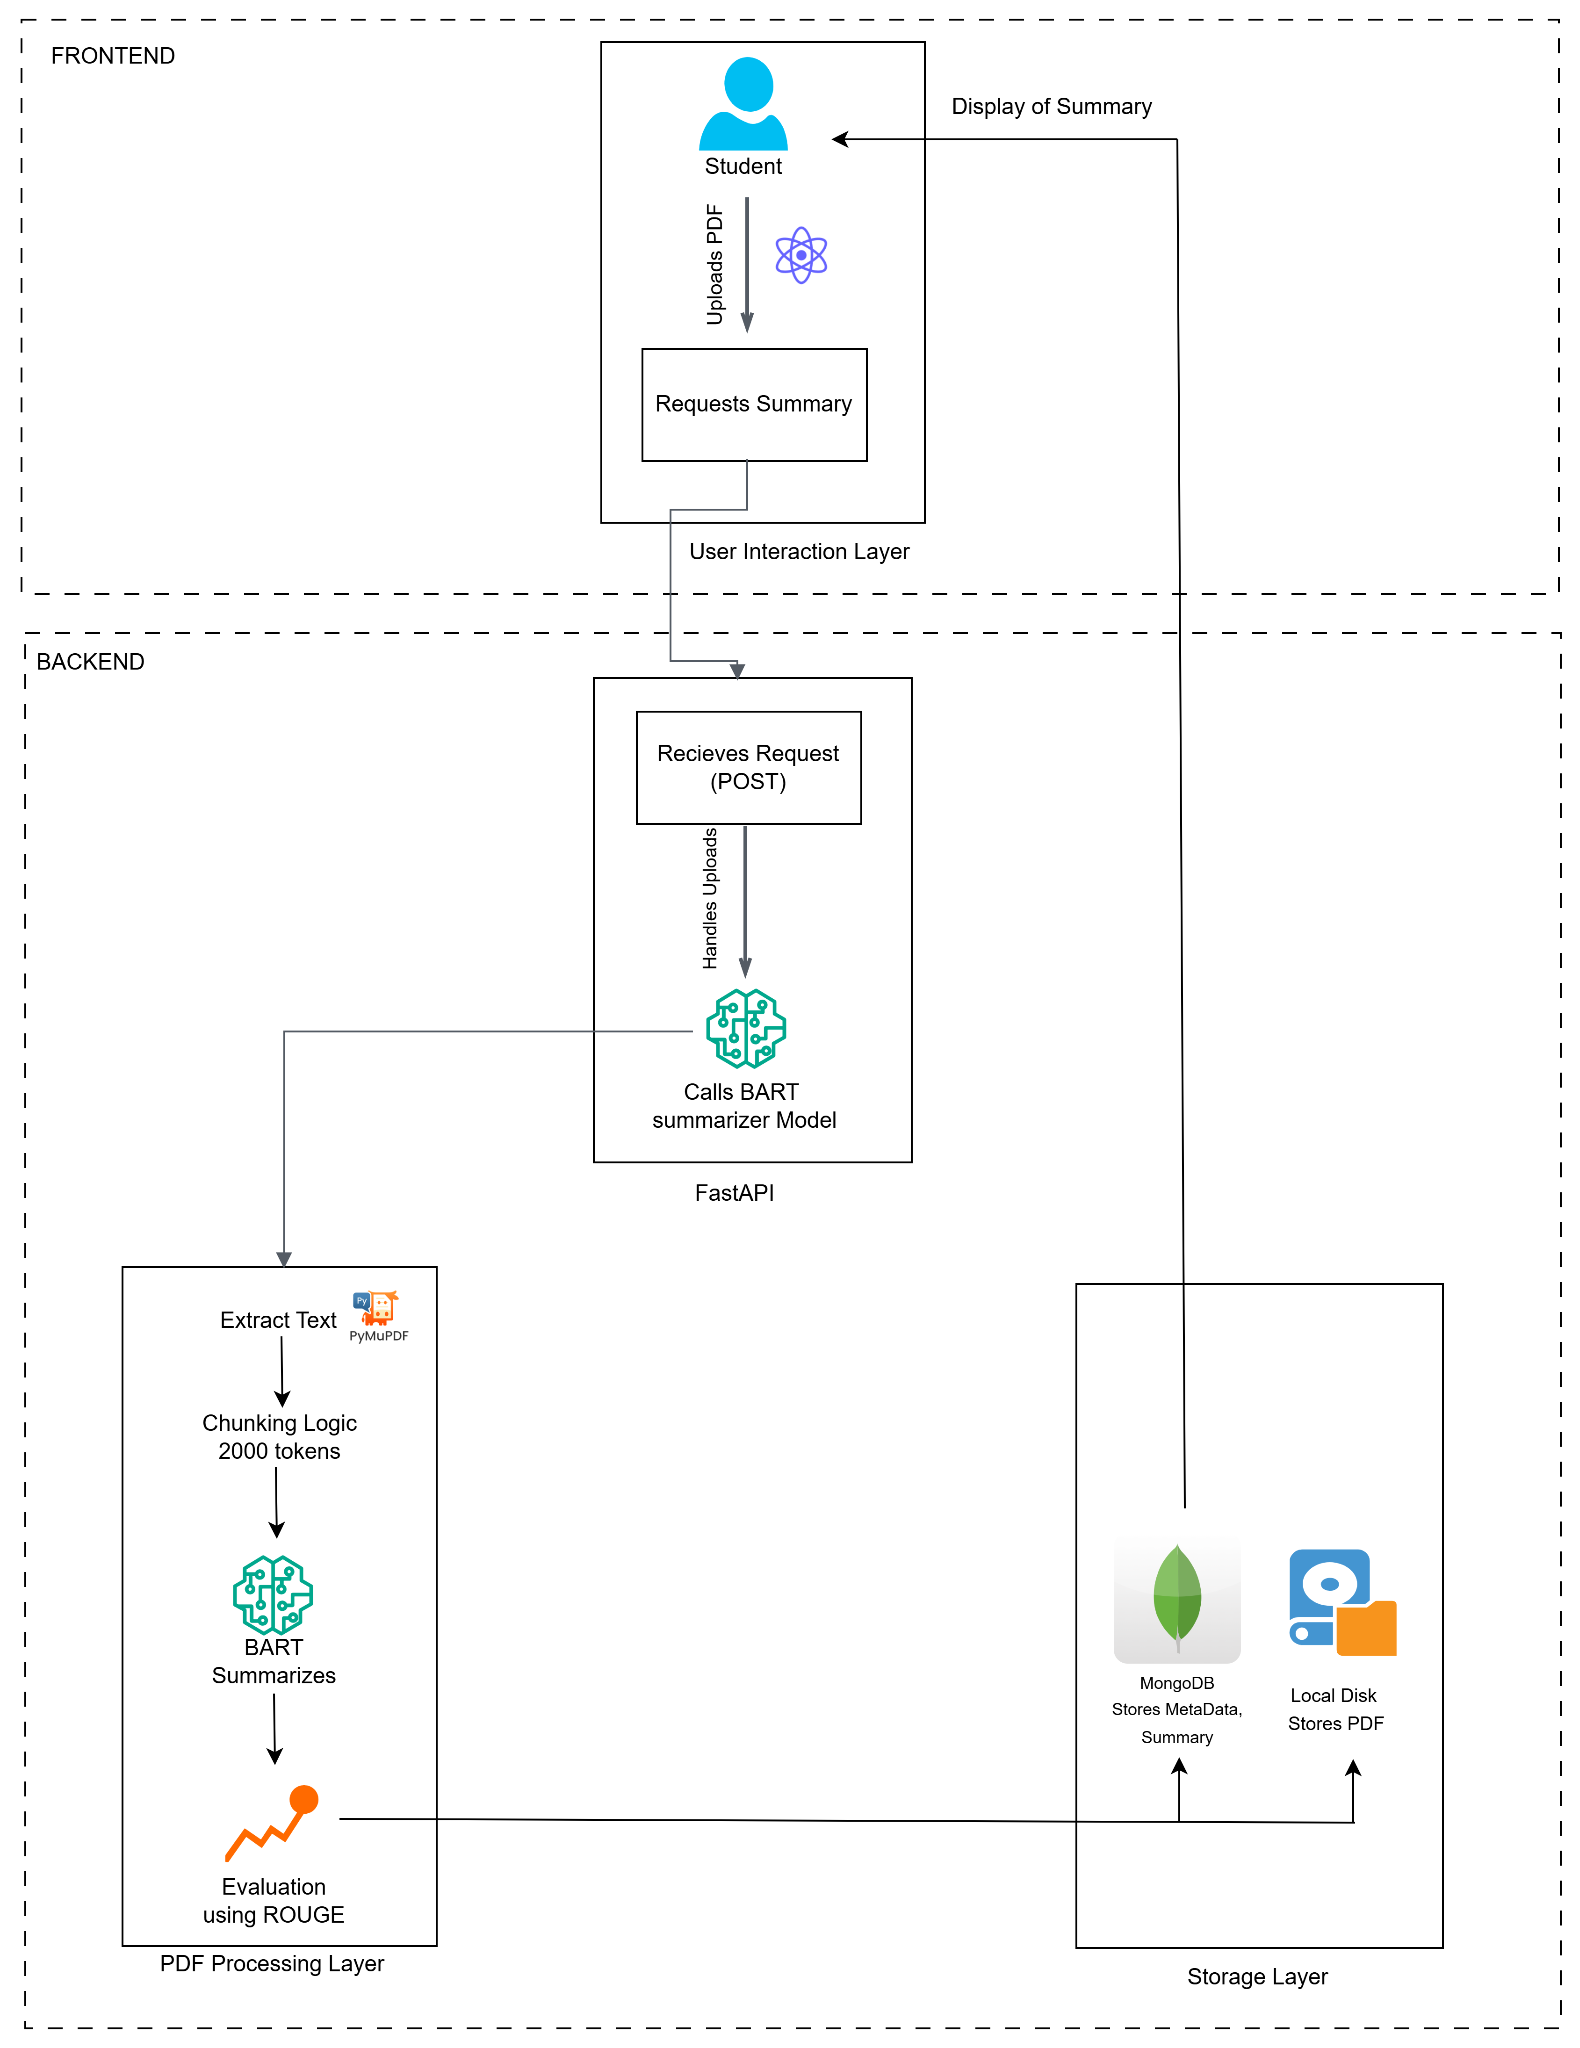 FRONTEND
Display of Summary
Student
Uploads PDF
Requests Summary
User Interaction Layer
BACKEND
Recieves Request
(POST)
Handles Uploads
Calls BART
summarizer Model
FastAPI
Extract Text
Py
PyMuPDF
Chunking Logic
2000 tokens
BART
Summarizes
Evaluation
using ROUGE
PDF Processing Layer
MongoDB
Stores MetaData,
Summary
Local Disk
Stores PDF
Storage Layer